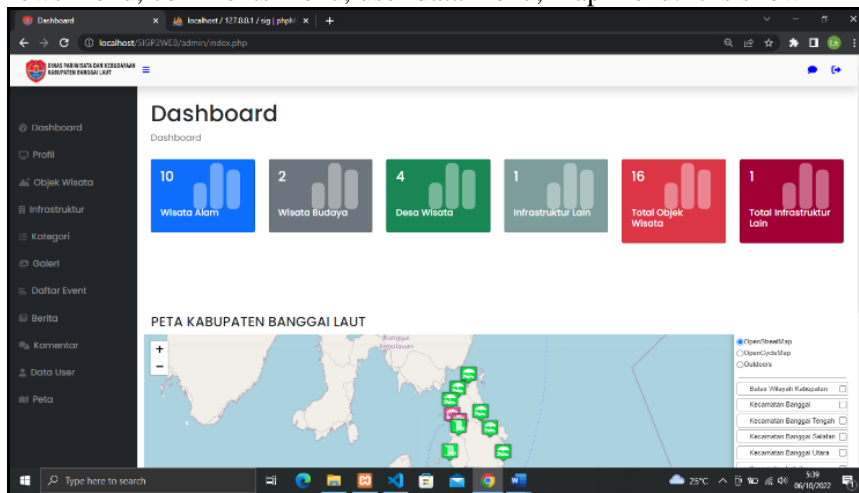 Dashboard
localhost / 127.0.0.1 / sig | phpM
localhost/SIGP2WEB/admin/index.php
DINAS PARIWISATA DAN KEBUDAYAAN
KABUPATEN BANGGAI LAUT
Dashboard
Profil
Objek Wisata
Infrastruktur
Kategori
Galeri
Daftar Event
Berita
Komentar
Data User
Peta
Dashboard
Dashboard
10
Wisata Alam
2
Wisata Budaya
4
Desa Wisata
1
Infrastruktur Lain
16
Total Objek
Wisata
1
Total Infrastruktur
Lain
PETA KABUPATEN BANGGAI LAUT
+
−
Banggai
Kepulauan
OpenStreetMap
OpenCycleMap
Outdoors
Batas Wilayah Kabupaten
Kecamatan Banggai
Kecamatan Banggai Tengah
Kecamatan Banggai Selatan
Kecamatan Banggai Utara
Type here to search
25°C
5:39
06/10/2022